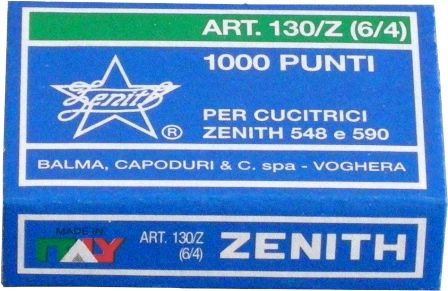 ART. 130/Z (6/4)
1000 PUNTI
Zenith
®
PER CUCITRICI
ZENITH 548 e 590
BALMA, CAPODURI & C. spa - VOGHERA
MADE IN
ITALY
ART. 130/Z
(6/4)
ZENITH